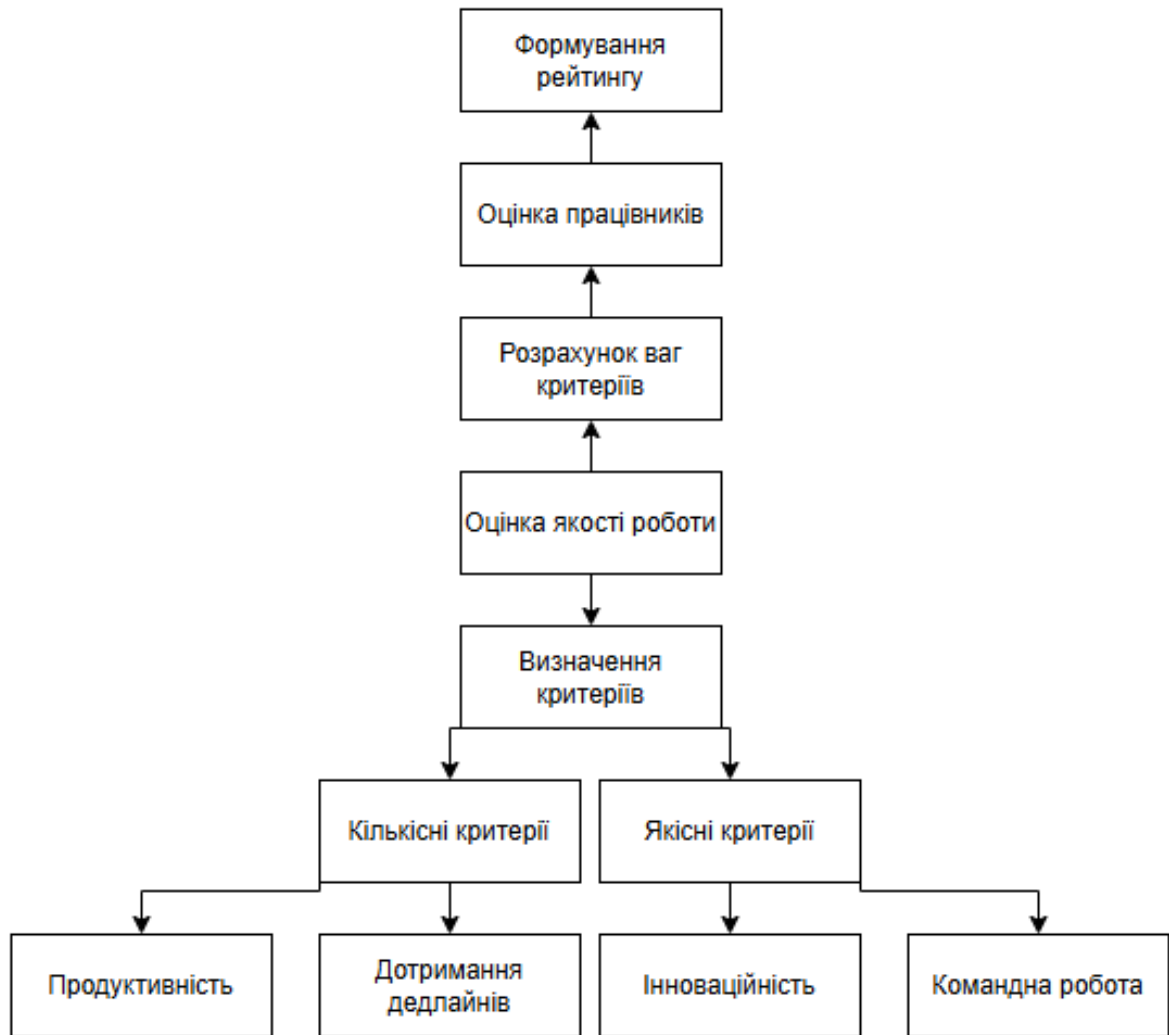 Формування
рейтингу
Оцінка працівників
Розрахунок ваг
критеріїв
Оцінка якості роботи
Визначення
критеріїв
Кількісні критерії
Якісні критерії
Продуктивність
Дотримання
дедлайнів
Інноваційність
Командна робота